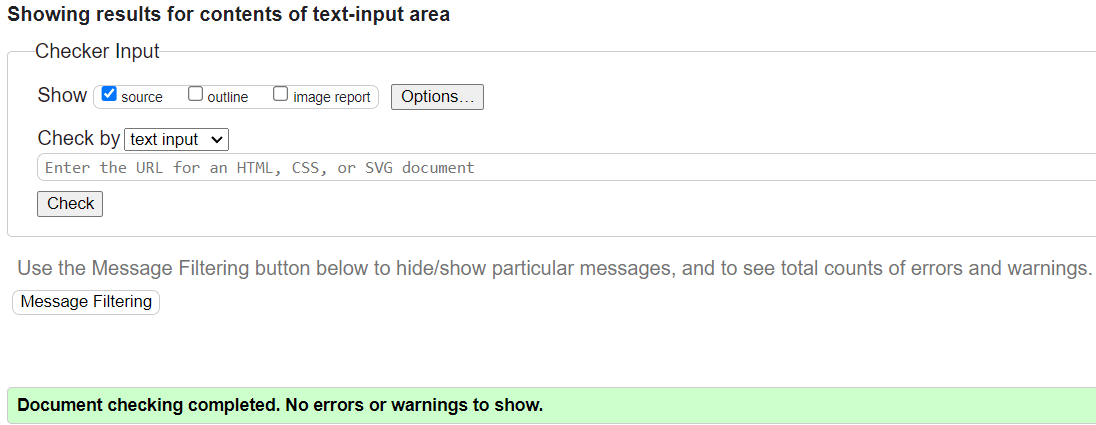 Showing results for contents of text-input area
Checker Input
Show source outline image report Options…
Check by text input
Enter the URL for an HTML, CSS, or SVG document
Check
Use the Message Filtering button below to hide/show particular messages, and to see total counts of errors and warnings.
Message Filtering
Document checking completed. No errors or warnings to show.